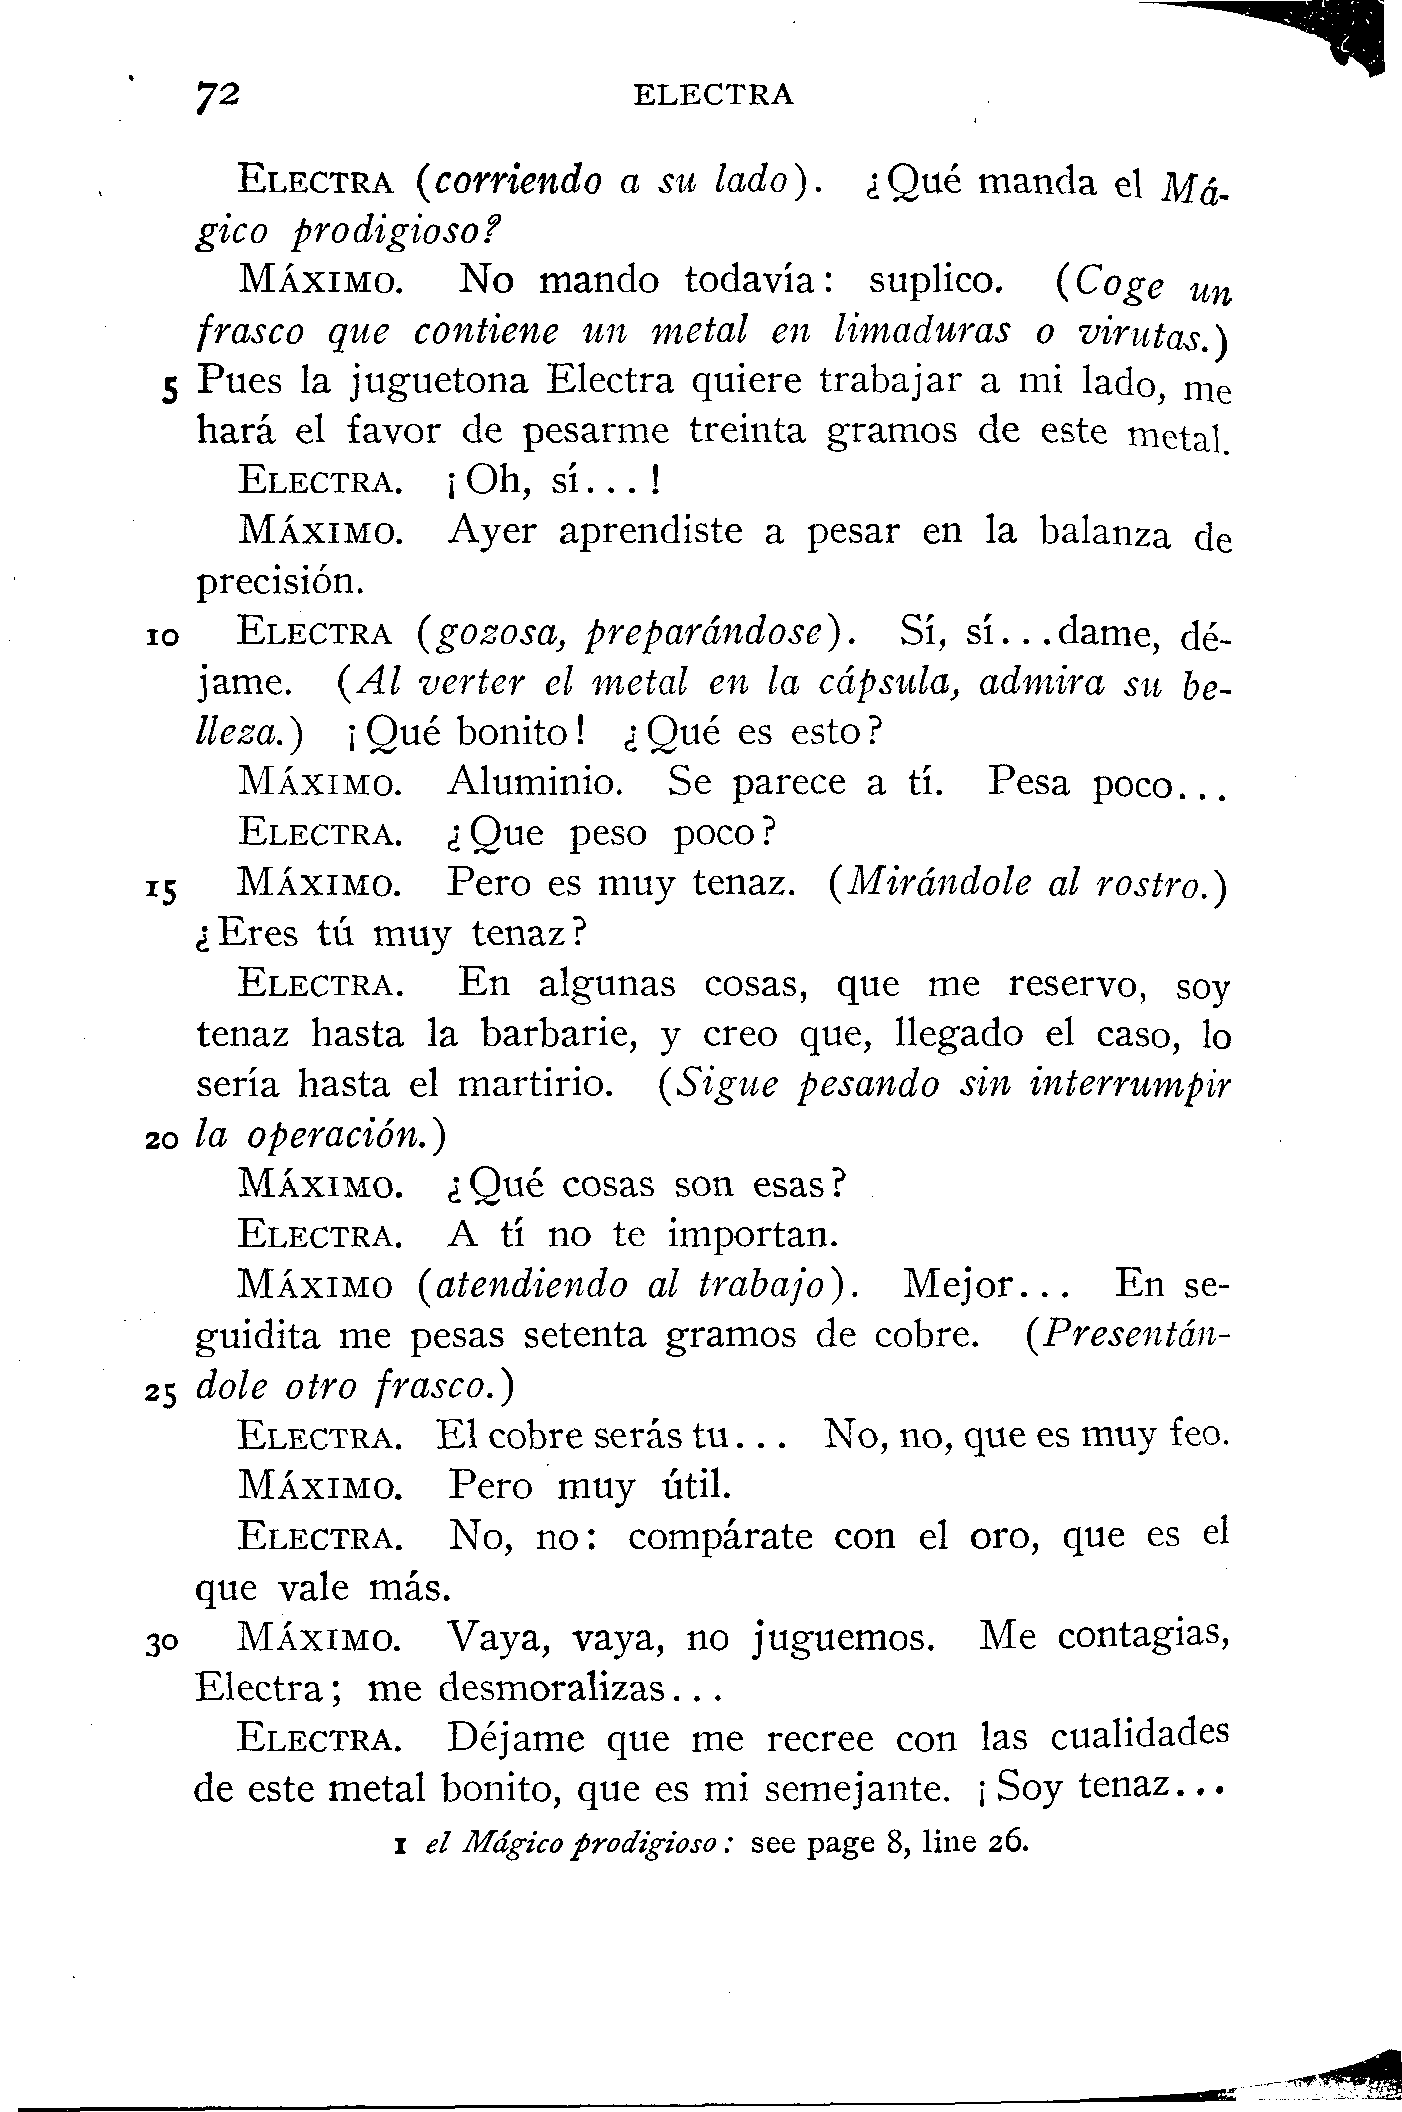 72 ELECTRA
ELECTRA (corriendo a su lado). ¿Qué manda el Má-
gico prodigioso?
MÁXIMO. No mando todavía: suplico. (Coge un
frasco que contiene un metal en limaduras o virutas.)
5 Pues la juguetona Electra quiere trabajar a mi lado, me
hará el favor de pesarme treinta gramos de este metal.
ELECTRA. ¡Oh, sí...!
MÁXIMO. Ayer aprendiste a pesar en la balanza de
precisión.
10 ELECTRA (gozosa, preparándose). Sí, sí...dame, dé-
jame. (Al verter el metal en la cápsula, admira su be-
lleza.) ¡Qué bonito! ¿Qué es esto?
MÁXIMO. Aluminio. Se parece a tí. Pesa poco...
ELECTRA. ¿Que peso poco?
15 MÁXIMO. Pero es muy tenaz. (Mirándole al rostro.)
¿Eres tú muy tenaz?
ELECTRA. En algunas cosas, que me reservo, soy
tenaz hasta la barbarie, y creo que, llegado el caso, lo
sería hasta el martirio. (Sigue pesando sin interrumpir
20 la operación.)
MÁXIMO. ¿Qué cosas son esas?
ELECTRA. A tí no te importan.
MÁXIMO (atendiendo al trabajo). Mejor... En se-
guidita me pesas setenta gramos de cobre. (Presentán-
25 dole otro frasco.)
ELECTRA. El cobre serás tu... No, no, que es muy feo.
MÁXIMO. Pero muy útil.
ELECTRA. No, no: compárate con el oro, que es el
que vale más.
30 MÁXIMO. Vaya, vaya, no juguemos. Me contagias,
Electra; me desmoralizas...
ELECTRA. Déjame que me recree con las cualidades
de este metal bonito, que es mi semejante. ¡Soy tenaz...
1 el Mágico prodigioso: see page 8, line 26.